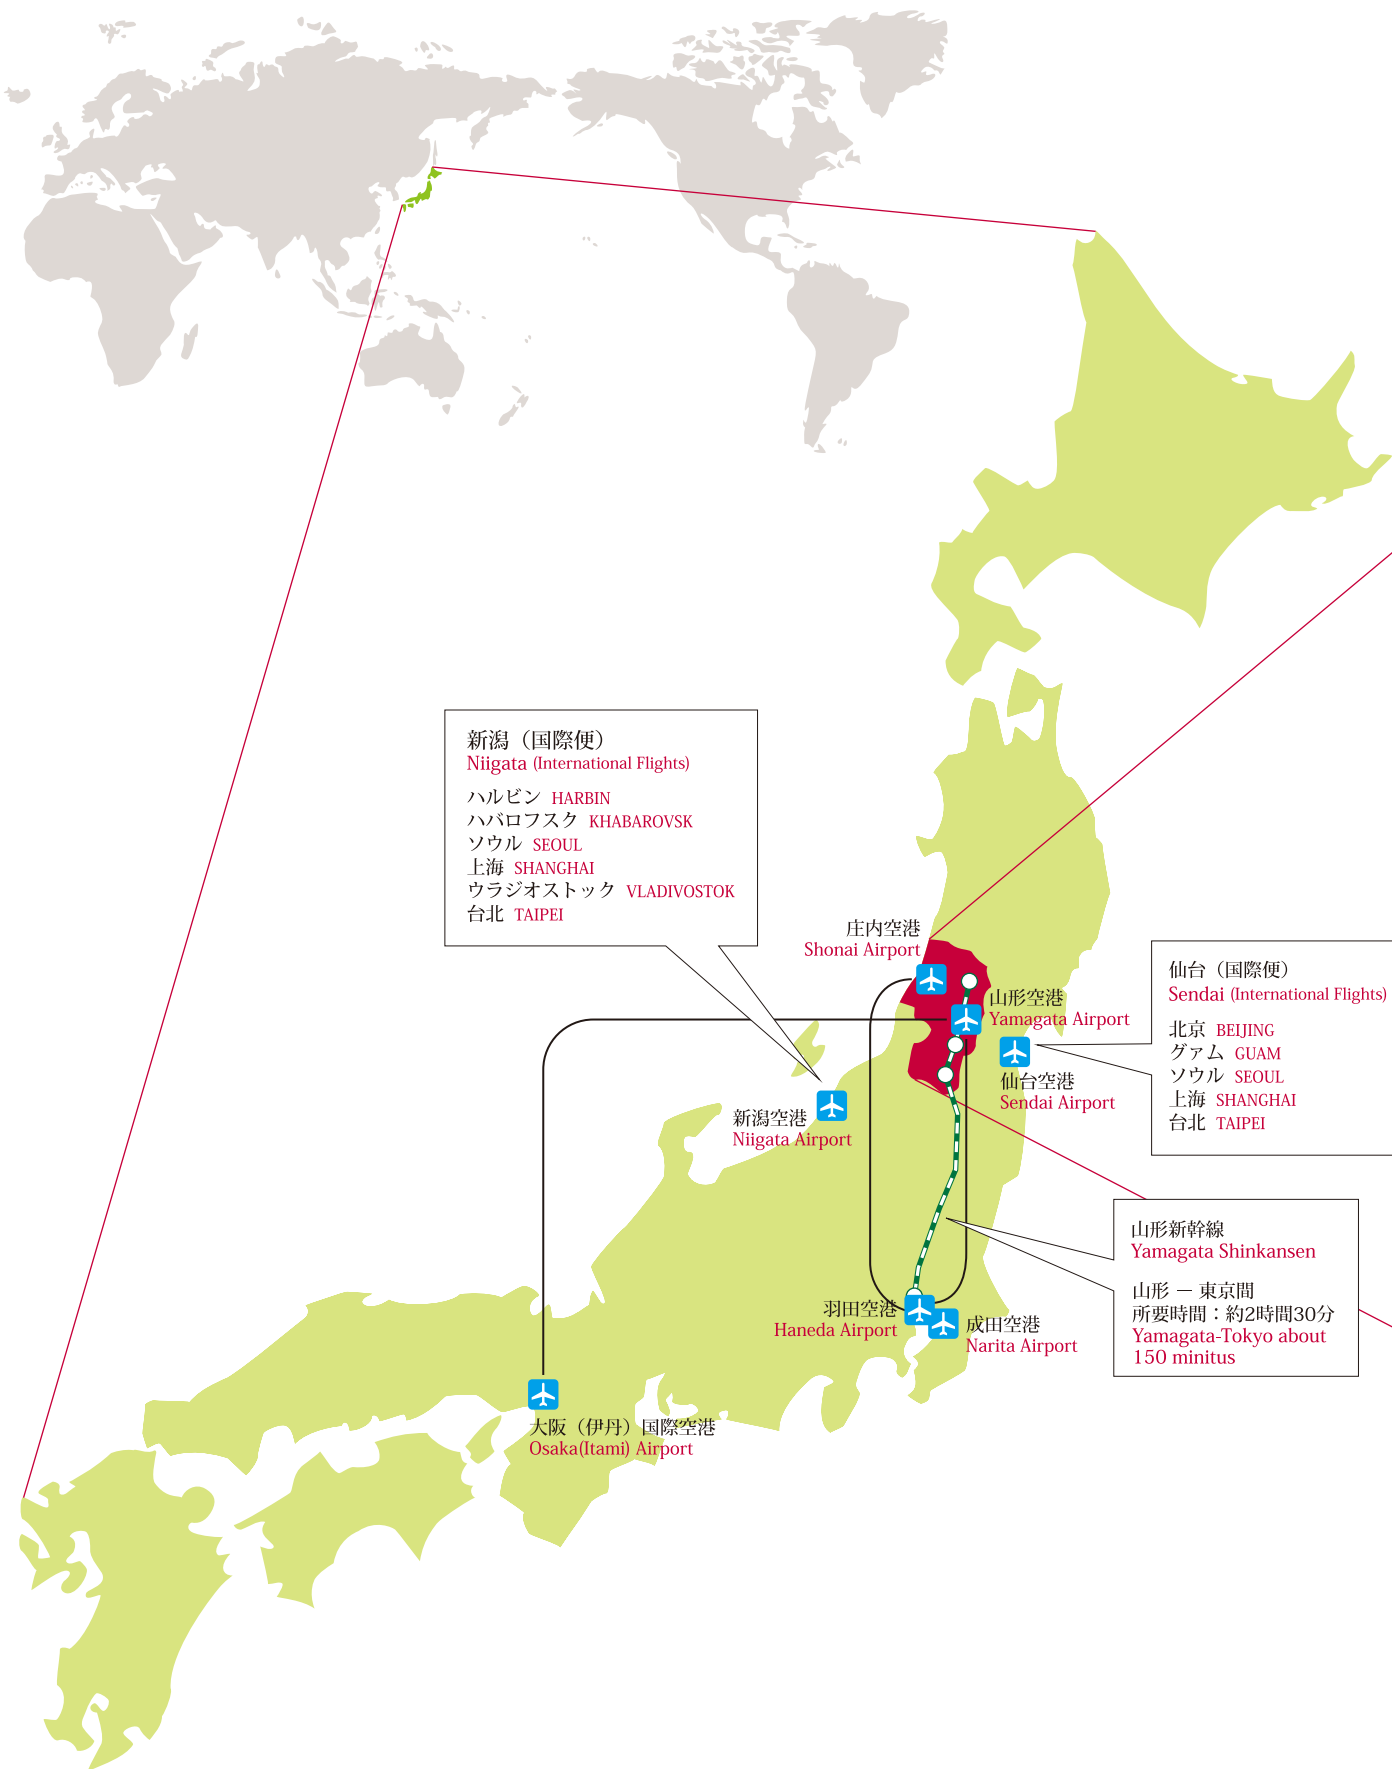 新潟（国際便）
Niigata (International Flights)
ハルビン HARBIN
ハバロフスク KHABAROVSK
ソウル SEOUL
上海 SHANGHAI
ウラジオストック VLADIVOSTOK
台北 TAIPEI
庄内空港
Shonai Airport
山形空港
Yamagata Airport
仙台（国際便）
Sendai (International Flights)
北京 BEIJING
グァム GUAM
ソウル SEOUL
上海 SHANGHAI
台北 TAIPEI
仙台空港
Sendai Airport
新潟空港
Niigata Airport
山形新幹線
Yamagata Shinkansen
山形 － 東京間
所要時間：約2時間30分
Yamagata-Tokyo about
150 minitus
羽田空港
Haneda Airport
成田空港
Narita Airport
大阪（伊丹）国際空港
Osaka(Itami) Airport